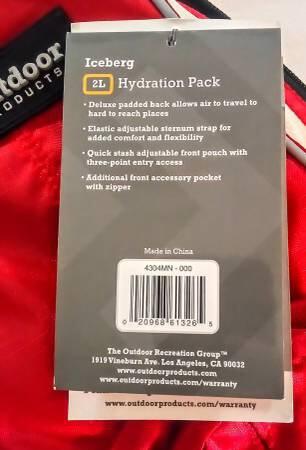 utdoor
PRODUCTS
Iceberg
2L Hydration Pack
• Deluxe padded back allows air to travel to
hard to reach places
• Elastic adjustable sternum strap for
added comfort and flexibility
• Quick stash adjustable front pouch with
three-point entry access
• Additional front accessory pocket
with zipper
Made in China
4304MN - 000
0 20968 61326 5
The Outdoor Recreation Group™
1919 Vineburn Ave. Los Angeles, CA 90032
www.outdoorproducts.com
www.outdoorproducts.com/warranty
www.outdoorproducts.com/warranty